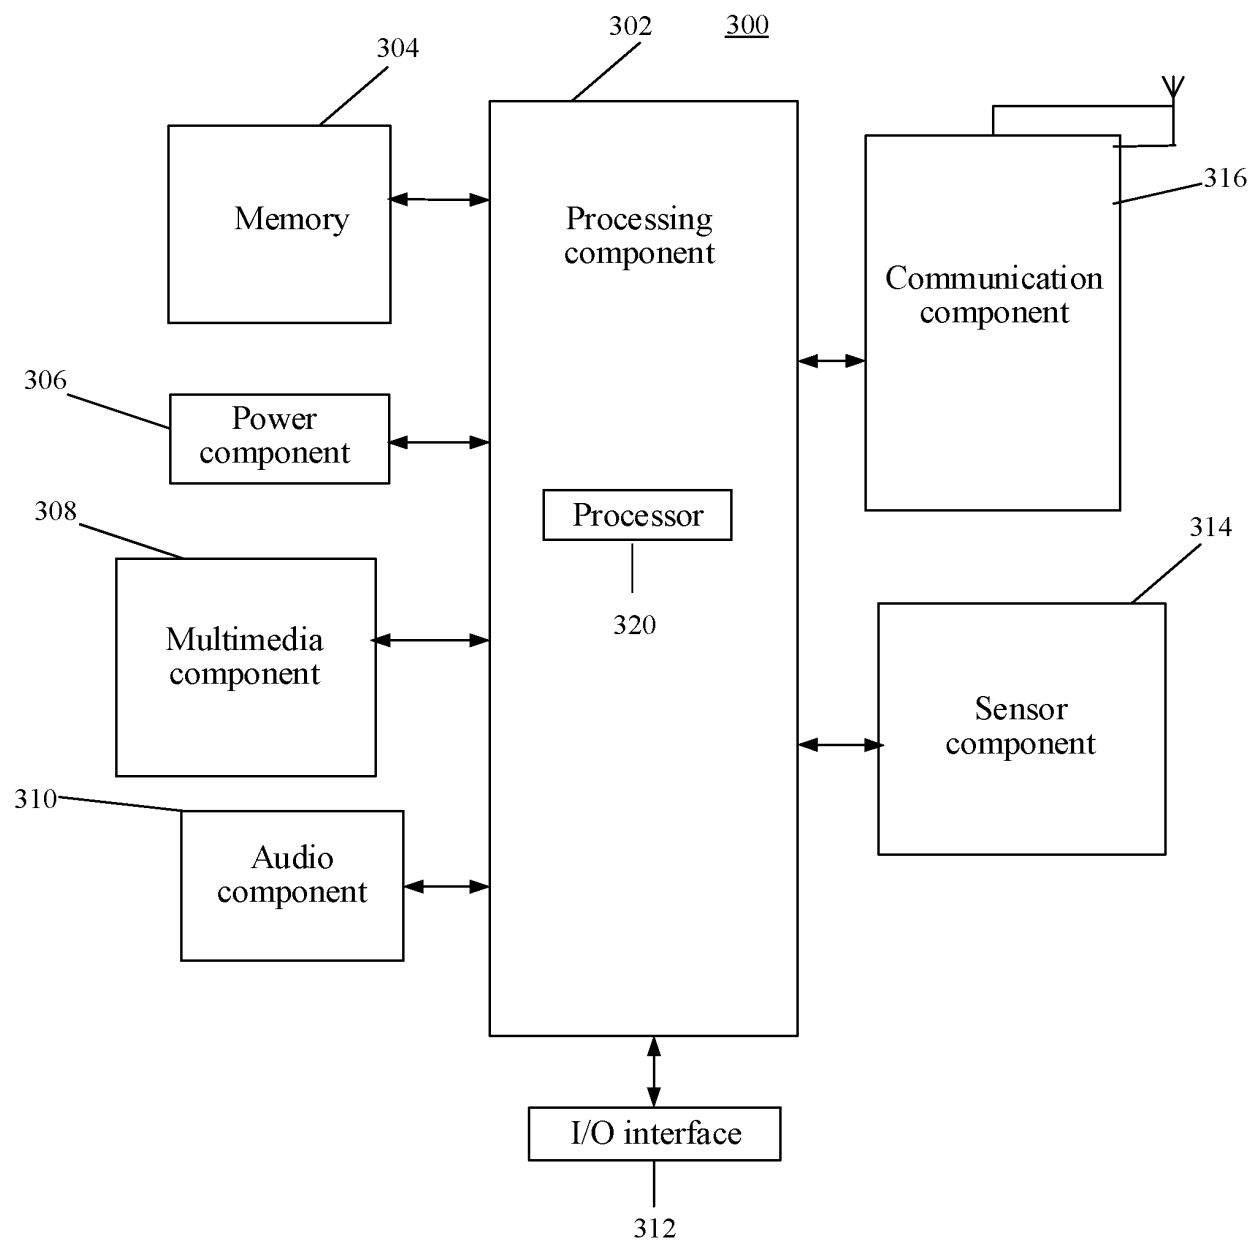 302
300
304
316
Memory
Processing
component
Communication
component
306
Power
component
308
Processor
314
320
Multimedia
component
Sensor
component
310
Audio
component
I/O interface
312